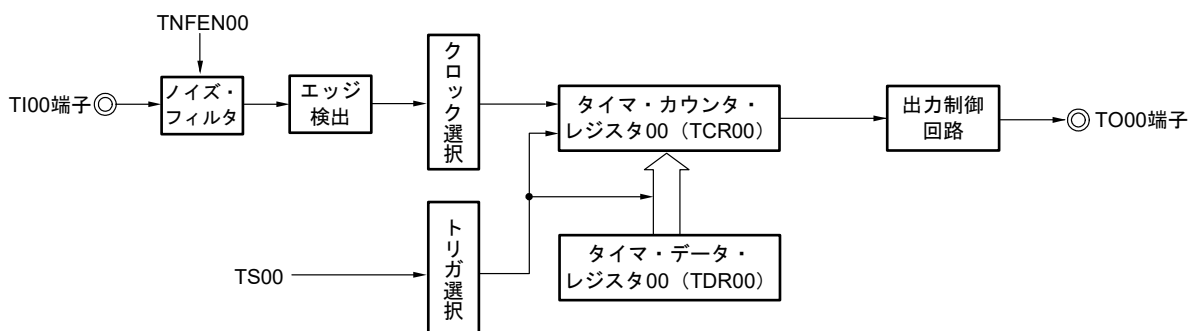 TNFEN00
TI00端子
ノイズ・
フィルタ
エッジ
検出
クロック選択
タイマ・カウンタ・
レジスタ00（TCR00）
出力制御
回路
TO00端子
TS00
トリガ選択
タイマ・データ・
レジスタ00（TDR00）